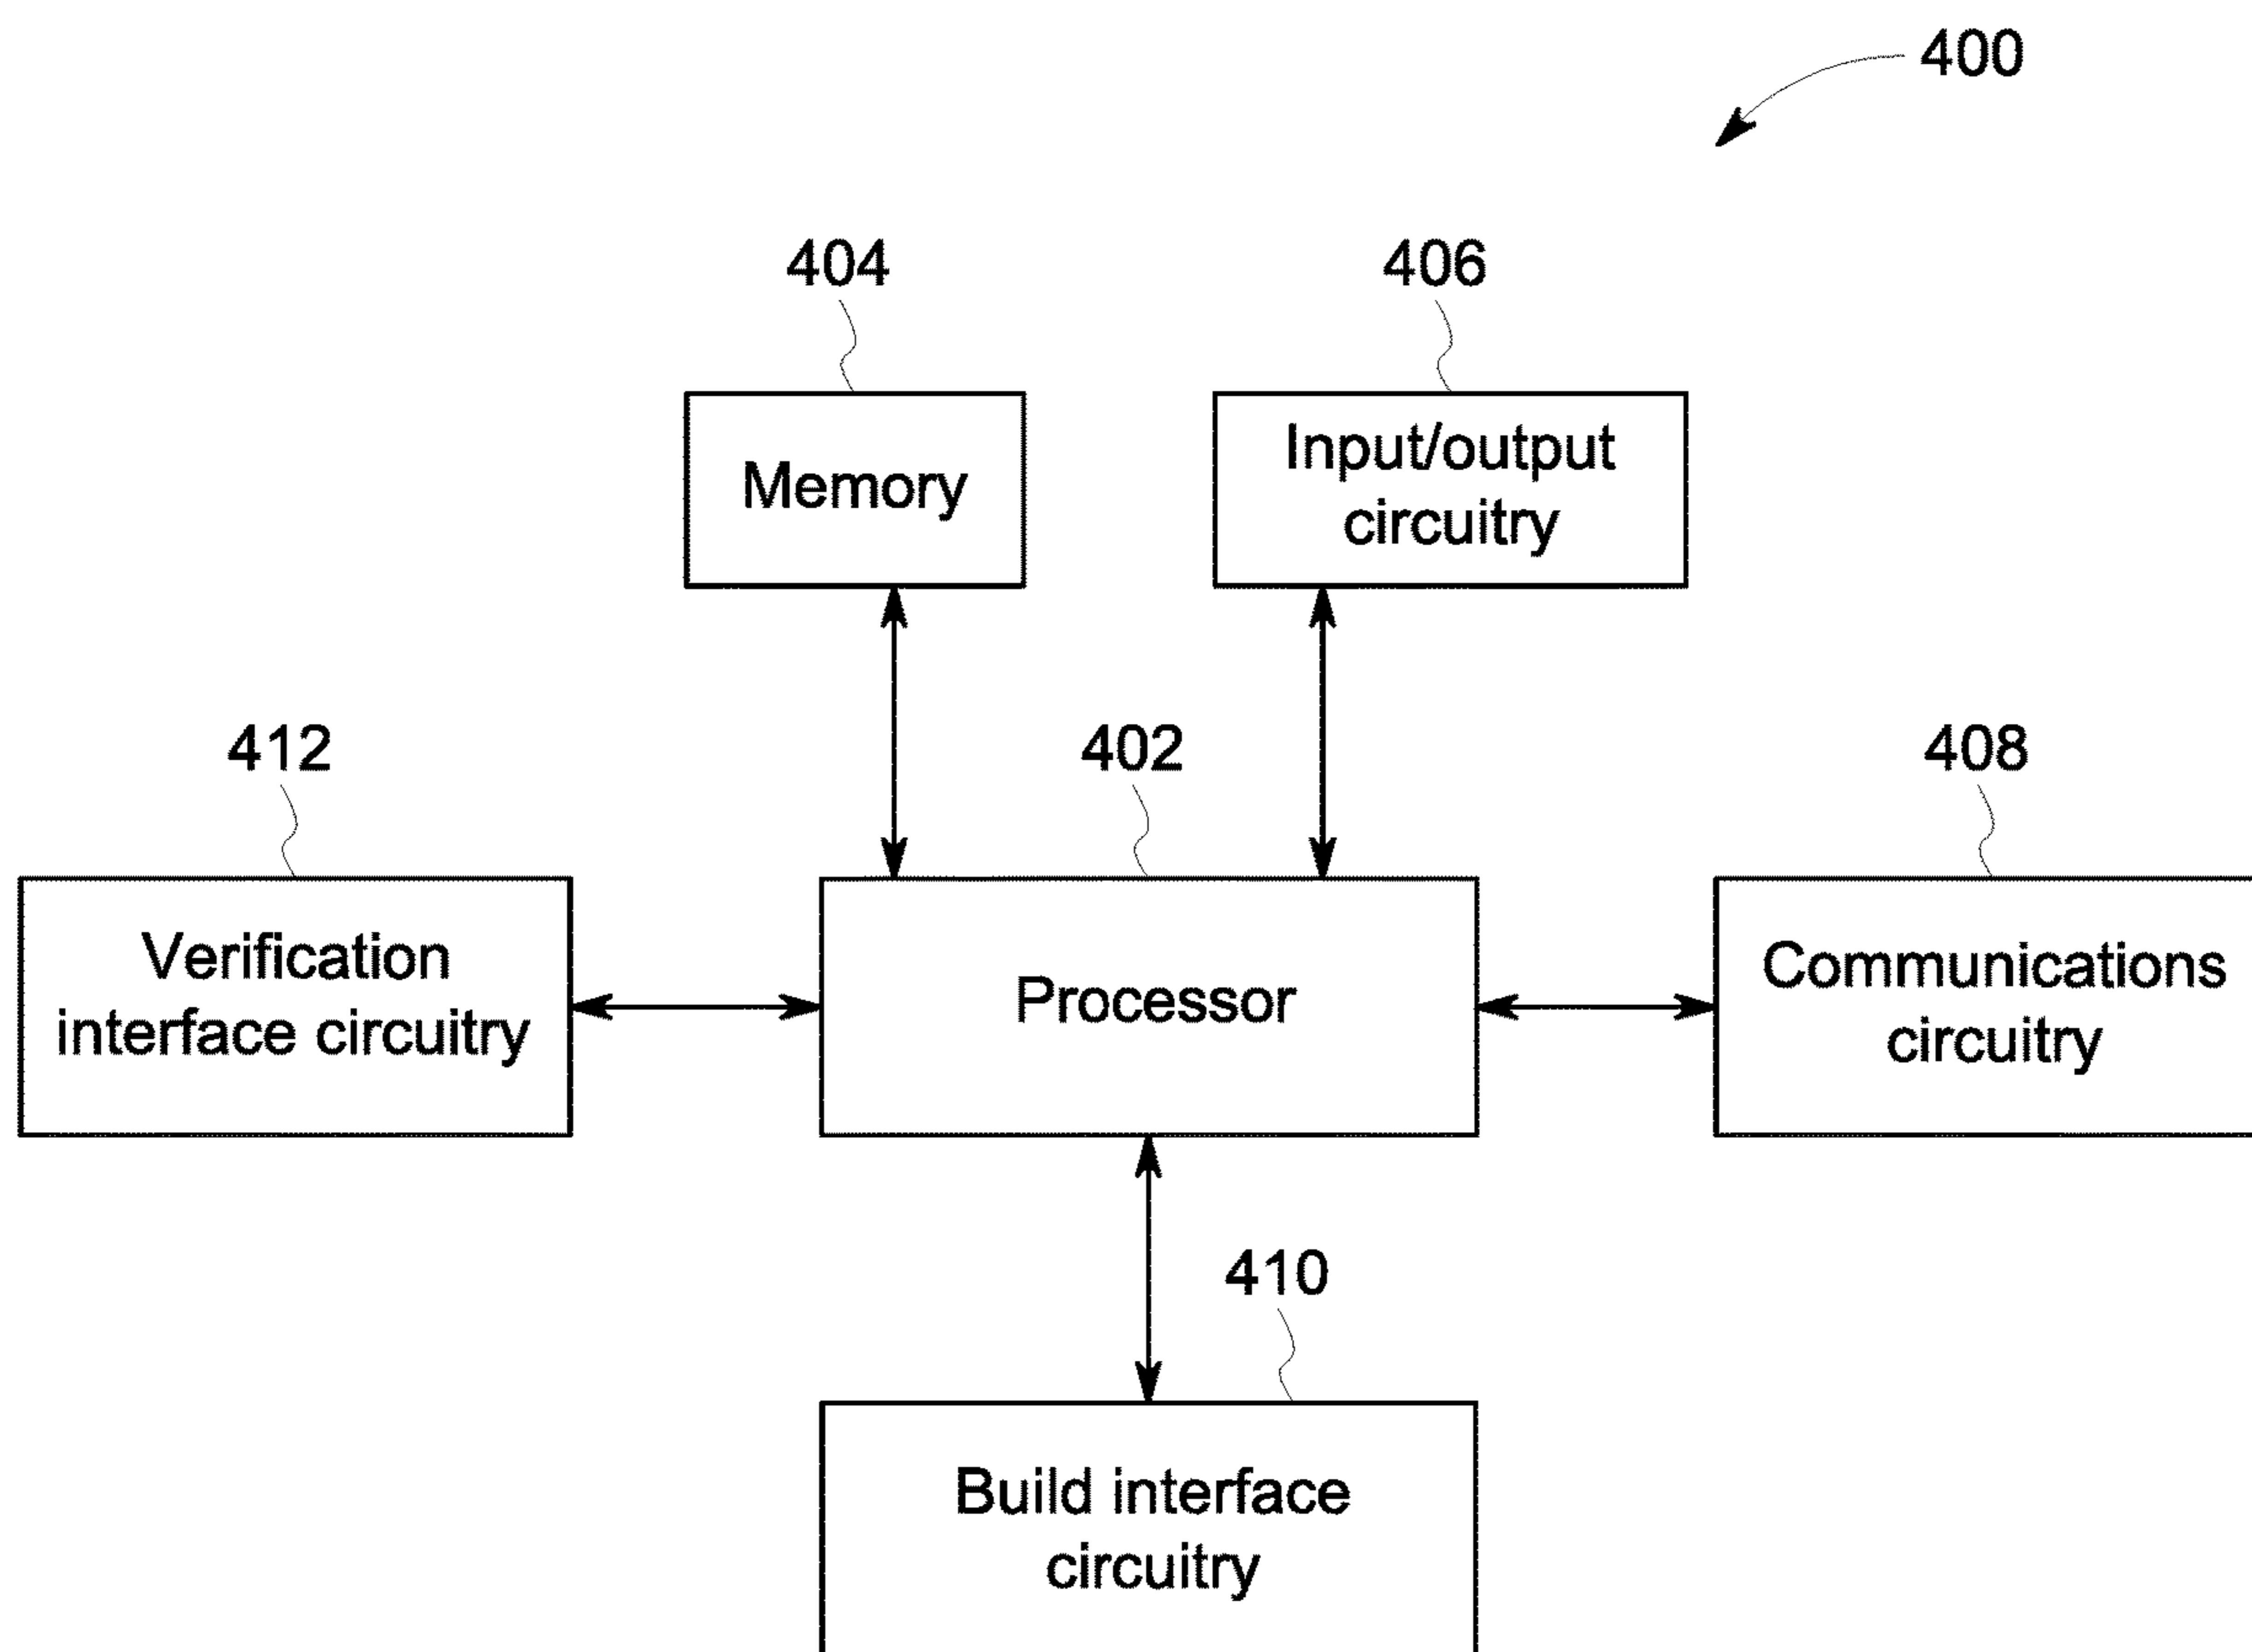 400
404
406
Memory
Input/output
circuitry
412
402
408
Verification
interface circuitry
Processor
Communications
circuitry
410
Build interface
circuitry